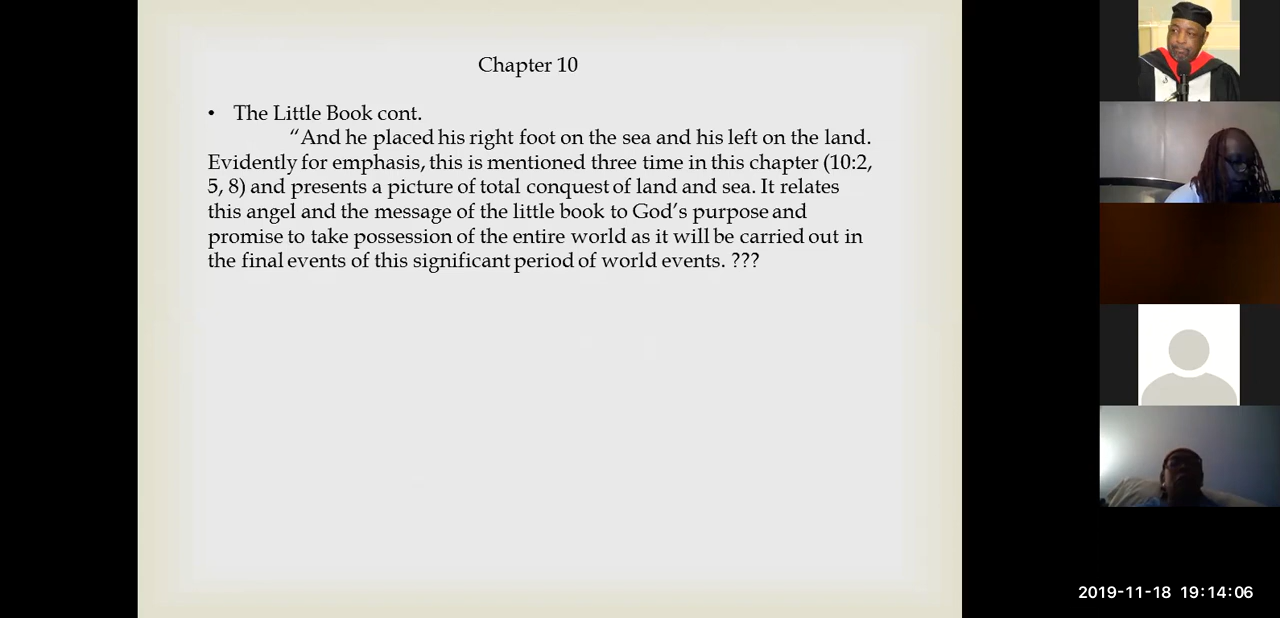 Chapter 10
• The Little Book cont.
“And he placed his right foot on the sea and his left on the land.
Evidently for emphasis, this is mentioned three time in this chapter (10:2,
5, 8) and presents a picture of total conquest of land and sea. It relates
this angel and the message of the little book to God’s purpose and
promise to take possession of the entire world as it will be carried out in
the final events of this significant period of world events. ???
2019-11-18 19:14:06